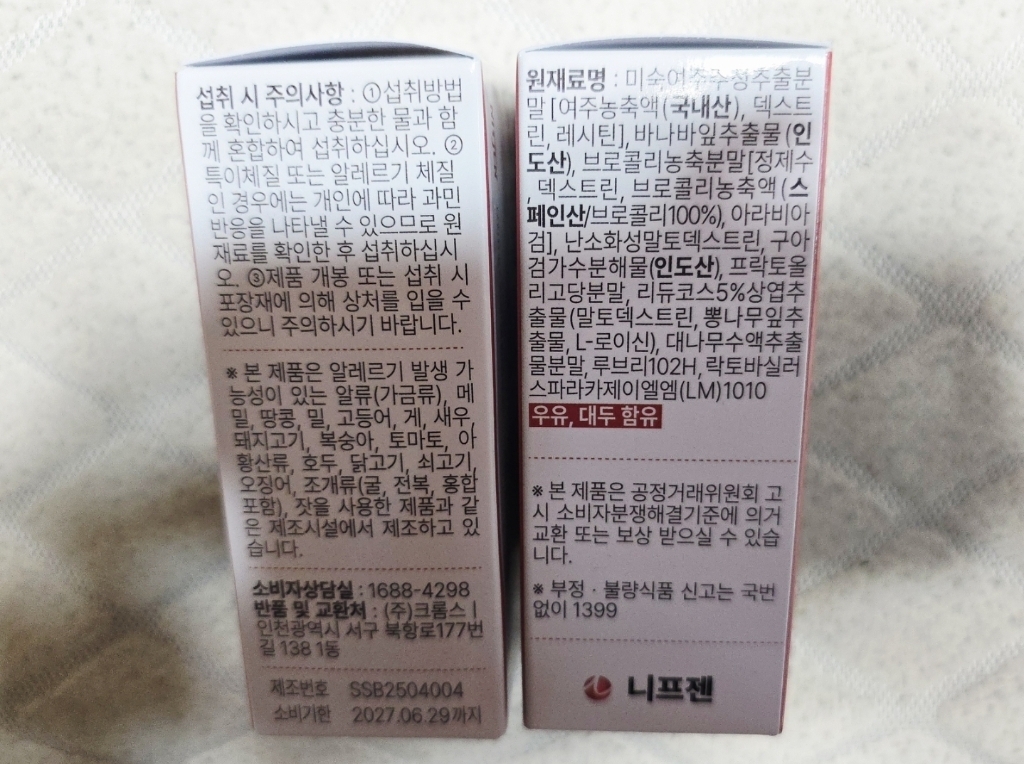 섭취 시 주의사항 : ①섭취방법
을 확인하시고 충분한 물과 함
께 혼합하여 섭취하십시오. ②
특이체질 또는 알레르기 체질
인 경우에는 개인에 따라 과민
반응을 나타낼 수 있으므로 원
재료를 확인한 후 섭취하십시
오. ③제품 개봉 또는 섭취 시
포장재에 의해 상처를 입을 수
있으니 주의하시기 바랍니다.
※ 본 제품은 알레르기 발생 가
능성이 있는 알류(가금류), 메
밀, 땅콩, 밀, 고등어, 게, 새우,
돼지고기, 복숭아, 토마토, 아
황산류, 호두, 닭고기, 쇠고기,
오징어, 조개류(굴, 전복, 홍합
포함), 잣을 사용한 제품과 같
은 제조시설에서 제조하고 있
습니다.
소비자상담실 : 1688-4298
반품 및 교환처 : (주)크롬스 |
인천광역시 서구 북항로177번
길 138 1동
제조번호 SSB2504004
소비기한 2027.06.29까지
원재료명 : 미숙여주주정추출분
말 [여주농축액(국내산), 덱스트
린, 레시틴], 바나바잎추출물 (인
도산), 브로콜리농축분말[정제수
, 덱스트린, 브로콜리농축액 (스
페인산/브로콜리100%), 아라비아
검], 난소화성말토덱스트린, 구아
검가수분해물(인도산), 프락토올
리고당분말, 리듀코스5%상엽추
출물(말토덱스트린, 뽕나무잎추
출물, L-로이신), 대나무수액추출
물분말, 루브리102H, 락토바실러
스파라카제이엘엠(LM)1010
우유, 대두 함유
※ 본 제품은 공정거래위원회 고
시 소비자분쟁해결기준에 의거
교환 또는 보상 받으실 수 있습
니다.
※ 부정 · 불량식품 신고는 국번
없이 1399
니프젠